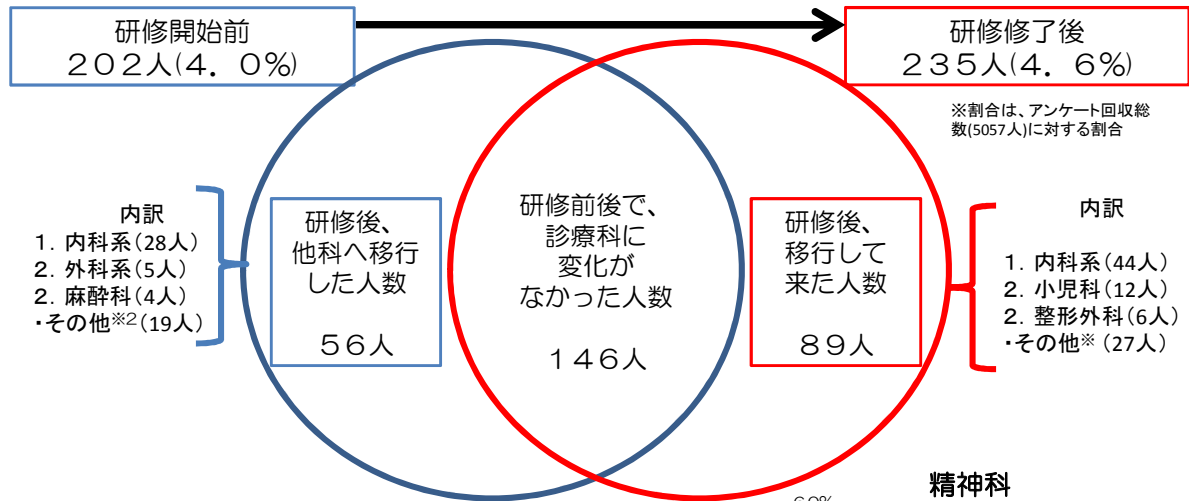 研修開始前
202人(4.0%)
研修修了後
235人(4.6%)
※割合は、アンケート回収総
数(5057人)に対する割合
内訳
1. 内科系(28人)
2. 外科系(5人)
2. 麻酔科(4人)
・その他※2(19人)
研修後、
他科へ移行
した人数
56人
研修前後で、
診療科に
変化が
なかった人数
146人
研修後、
移行して
来た人数
89人
内訳
1. 内科系(44人)
2. 小児科(12人)
2. 整形外科(6人)
・その他※(27人)
精神科
60%